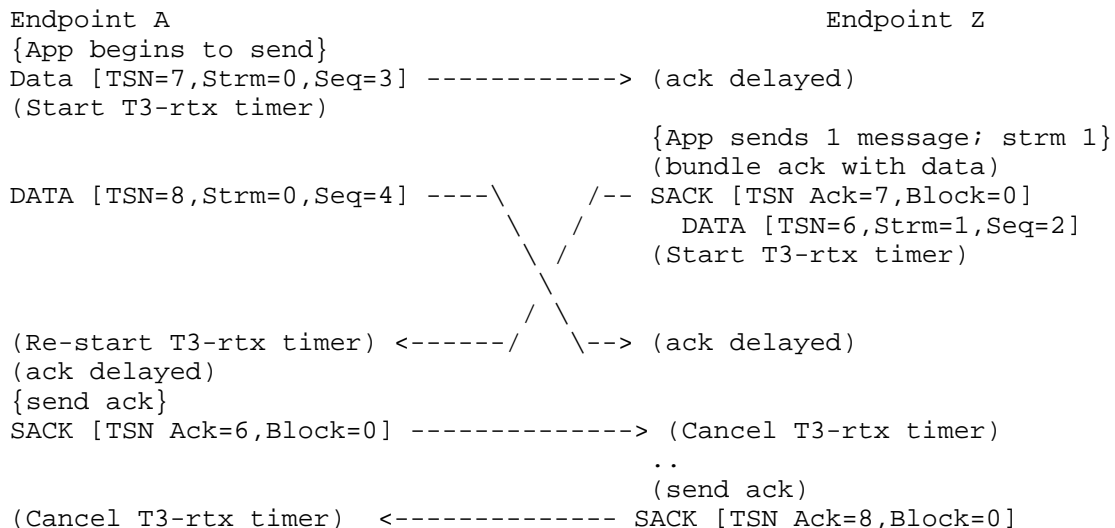 Endpoint A                                          Endpoint Z
{App begins to send}
Data [TSN=7,Strm=0,Seq=3] ------------> (ack delayed)
(Start T3-rtx timer)
                                        {App sends 1 message; strm 1}
                                        (bundle ack with data)
DATA [TSN=8,Strm=0,Seq=4] ----\     /-- SACK [TSN Ack=7,Block=0]
                               \   /      DATA [TSN=6,Strm=1,Seq=2]
                                \ /     (Start T3-rtx timer)
                                 \
                                / \
(Re-start T3-rtx timer) <------/   \--> (ack delayed)
(ack delayed)
{send ack}
SACK [TSN Ack=6,Block=0] --------------> (Cancel T3-rtx timer)
                                        ..
                                        (send ack)
(Cancel T3-rtx timer)  <-------------- SACK [TSN Ack=8,Block=0]